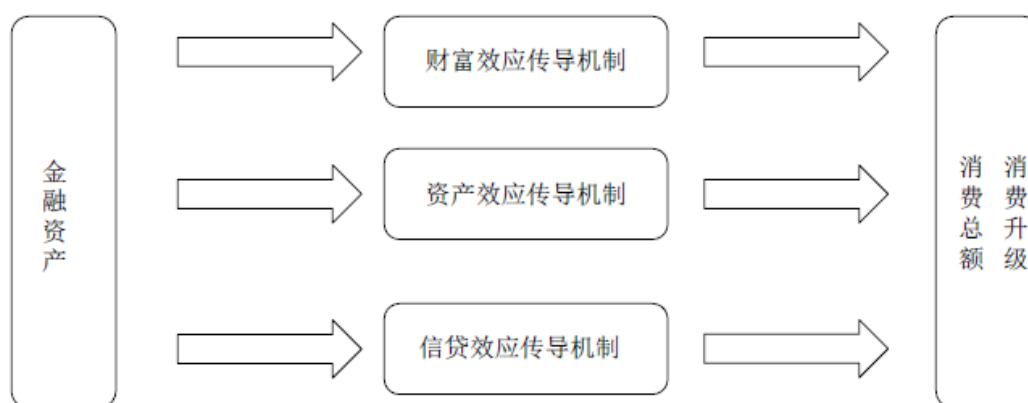 金融资产
财富效应传导机制
资产效应传导机制
信贷效应传导机制
消费总额
消费升级